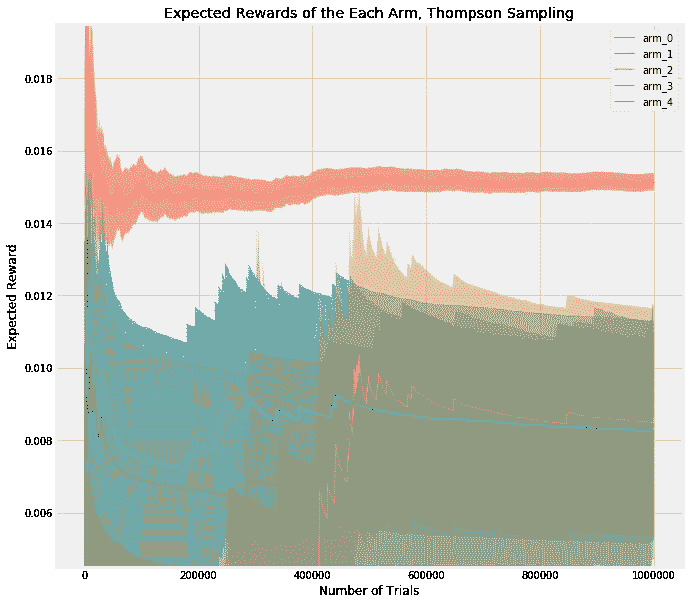 Expected Rewards of the Each Arm, Thompson Sampling
arm_0
arm_1
arm_2
arm_3
arm_4
0.018
0.016
0.014
0.012
0.010
0.008
0.006
Expected Reward
0
200000
400000
600000
800000
1000000
Number of Trials